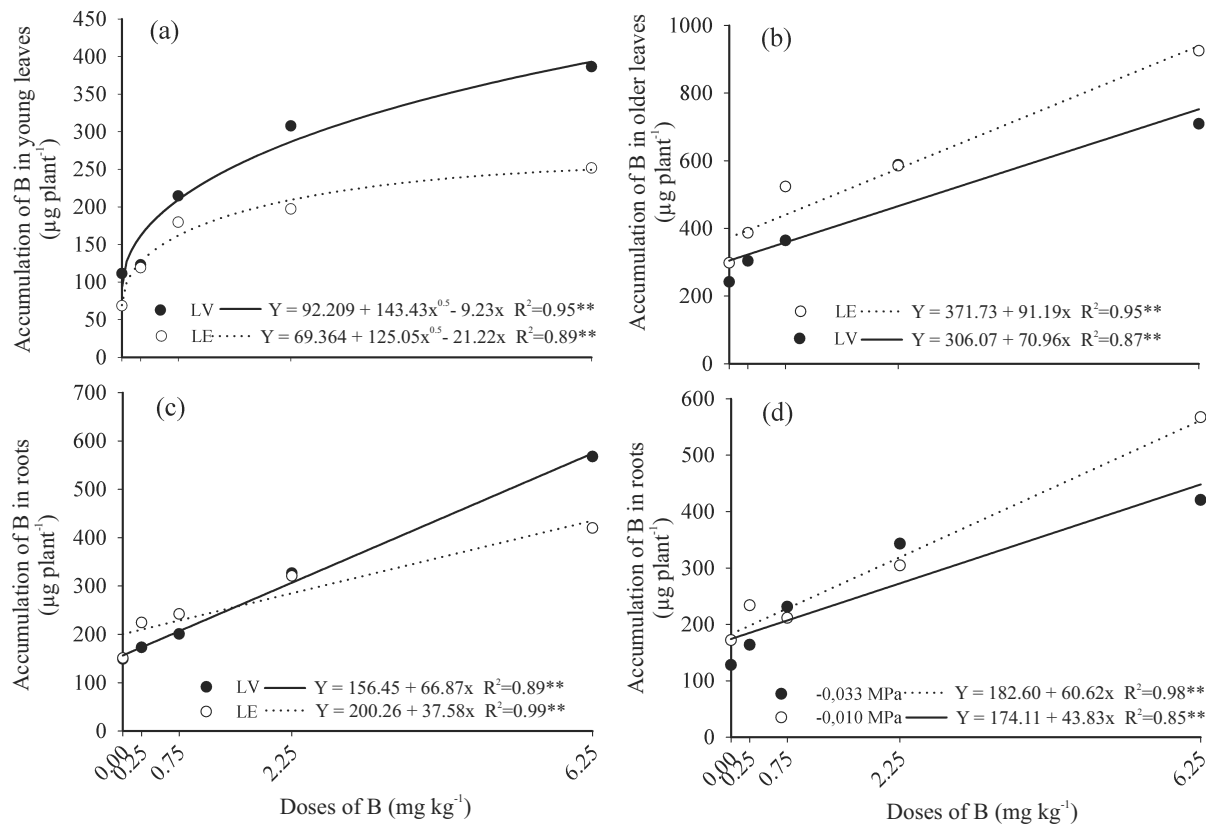 Accumulation of B in young leaves
(µg plant⁻¹)
(a)
450
400
350
300
250
200
150
100
50
0
LV Y = 92.209 + 143.43x⁰·⁵- 9.23x R²=0.95**
LE Y = 69.364 + 125.05x⁰·⁵- 21.22x R²=0.89**
Accumulation of B in older leaves
(µg plant⁻¹)
(b)
1000
800
600
400
200
0
LE Y = 371.73 + 91.19x R²=0.95**
LV Y = 306.07 + 70.96x R²=0.87**
Accumulation of B in roots
(µg plant⁻¹)
(c)
700
600
500
400
300
200
100
0
LV Y = 156.45 + 66.87x R²=0.89**
LE Y = 200.26 + 37.58x R²=0.99**
0.00 0.25 0.75 2.25 6.25
Doses of B (mg kg⁻¹)
Accumulation of B in roots
(µg plant⁻¹)
(d)
600
500
400
300
200
100
0
-0,033 MPa Y = 182.60 + 60.62x R²=0.98**
-0,010 MPa Y = 174.11 + 43.83x R²=0.85**
0.00 0.25 0.75 2.25 6.25
Doses of B (mg kg⁻¹)